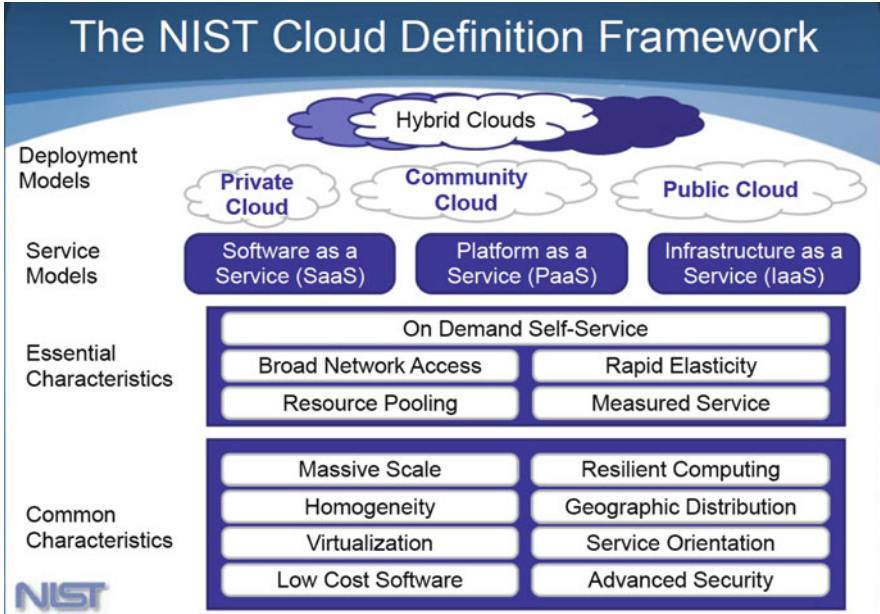 The NIST Cloud Definition Framework
Hybrid Clouds
Deployment
Models
Private
Cloud
Community
Cloud
Public Cloud
Service
Models
Software as a
Service (SaaS)
Platform as a
Service (PaaS)
Infrastructure as a
Service (IaaS)
Essential
Characteristics
On Demand Self-Service
Broad Network Access
Rapid Elasticity
Resource Pooling
Measured Service
Common
Characteristics
Massive Scale
Resilient Computing
Homogeneity
Geographic Distribution
Virtualization
Service Orientation
Low Cost Software
Advanced Security
NIST